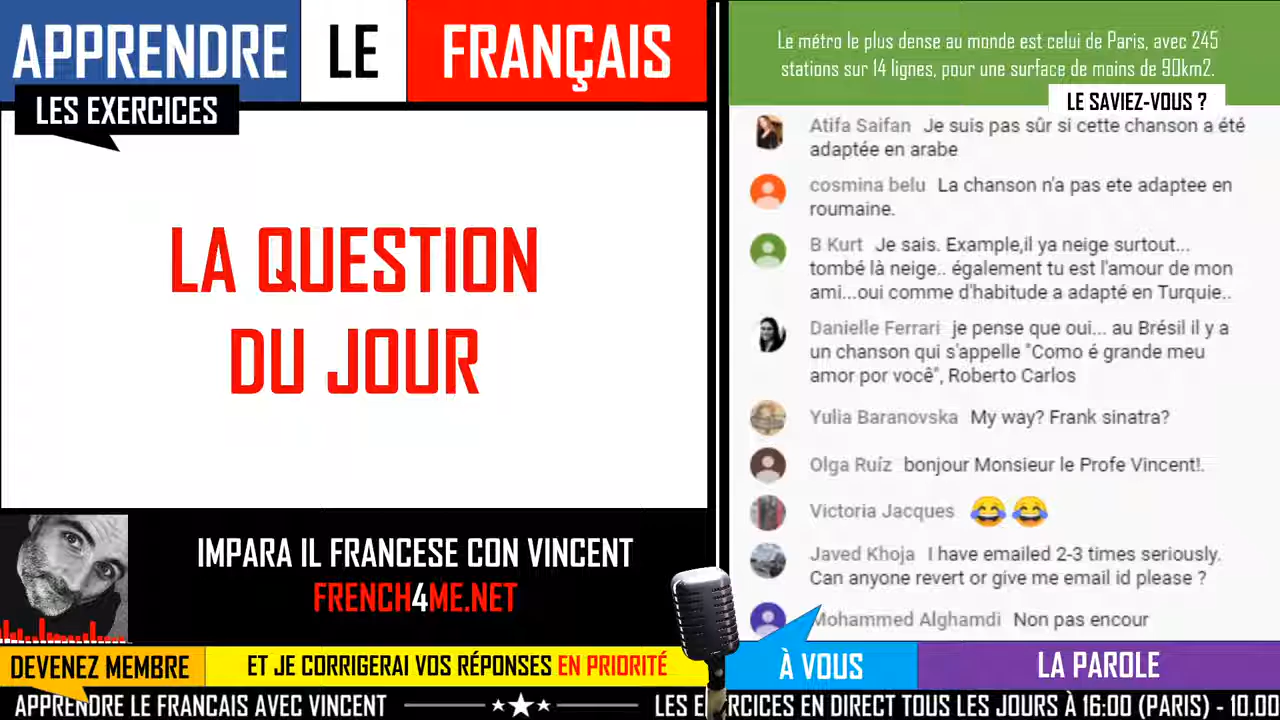 APPRENDRE LE FRANÇAIS
LES EXERCICES
LA QUESTION
DU JOUR
IMPARA IL FRANCESE CON VINCENT
FRENCH4ME.NET
DEVENEZ MEMBRE
ET JE CORRIGERAI VOS RÉPONSES EN PRIORITÉ
Le métro le plus dense au monde est celui de Paris, avec 245
stations sur 14 lignes, pour une surface de moins de 90km2.
LE SAVIEZ-VOUS ?
Atifa Saifan Je suis pas sûr si cette chanson a été
adaptée en arabe
cosmina belu La chanson n'a pas ete adaptee en
roumaine.
B Kurt Je sais. Example,il ya neige surtout...
tombé là neige.. également tu est l'amour de mon
ami...oui comme d'habitude a adapté en Turquie..
Danielle Ferrari je pense que oui... au Brésil il y a
un chanson qui s'appelle "Como é grande meu
amor por você", Roberto Carlos
Yulia Baranovska My way? Frank sinatra?
Olga Ruíz bonjour Monsieur le Profe Vincent!.
Victoria Jacques 😂😂
Javed Khoja I have emailed 2-3 times seriously.
Can anyone revert or give me email id please ?
Mohammed Alghamdi Non pas encour
À VOUS LA PAROLE
APPRENDRE LE FRANCAIS AVEC VINCENT
LES E RCICES EN DIRECT TOUS LES JOURS À 16:00 (PARIS) - 10.00